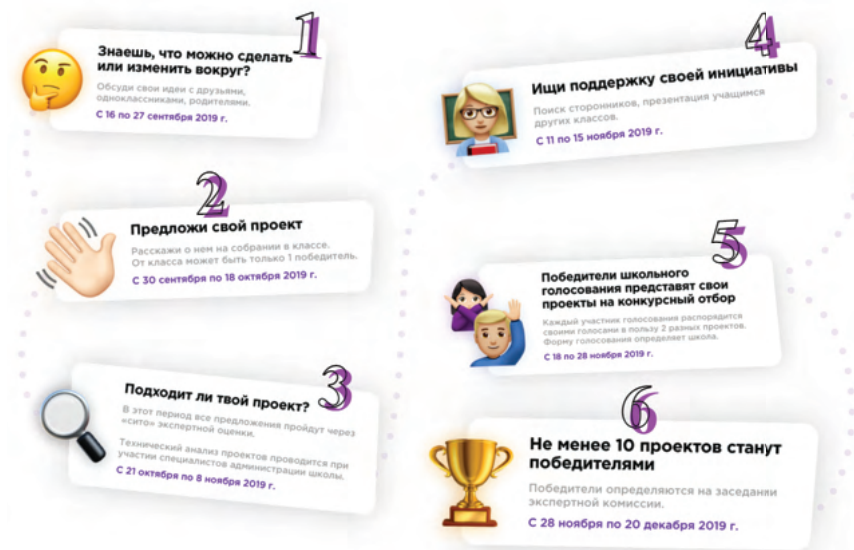 1
Знаешь, что можно сделать
или изменить вокруг?
Обсуди свои идеи с друзьями,
одноклассниками, родителями.
С 16 по 27 сентября 2019 г.
2
Предложи свой проект
Расскажи о нем на собрании в классе.
От класса может быть только 1 победитель.
С 30 сентября по 18 октября 2019 г.
3
Подходит ли твой проект?
В этот период все предложения пройдут через
«сито» экспертной оценки.
Технический анализ проектов проводится при
участии специалистов администрации школы.
С 21 октября по 8 ноября 2019 г.
4
Ищи поддержку своей инициативы
Поиск сторонников, презентация учащимся
других классов.
С 11 по 15 ноября 2019 г.
5
Победители школьного
голосования представят свои
проекты на конкурсный отбор
Каждый участник голосования распорядится
своими голосами в пользу 2 разных проектов.
Форму голосования определяет школа.
С 18 по 28 ноября 2019 г.
6
Не менее 10 проектов станут
победителями
Победители определяются на заседании
экспертной комиссии.
С 28 ноября по 20 декабря 2019 г.